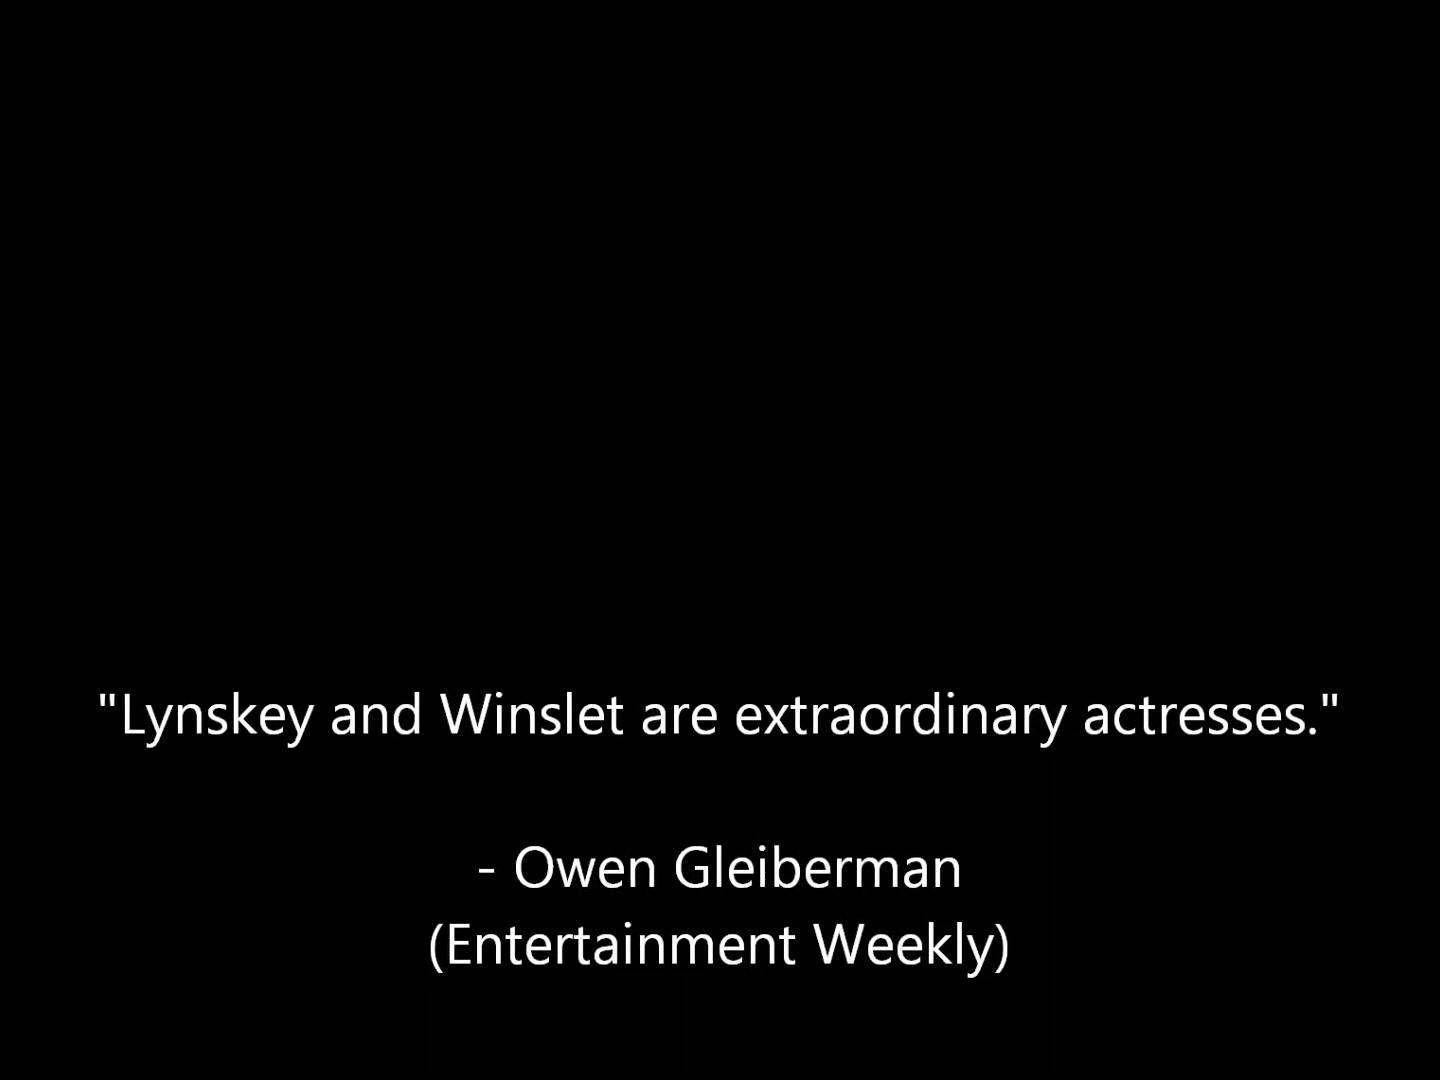 "Lynskey and Winslet are extraordinary actresses."
- Owen Gleiberman
(Entertainment Weekly)